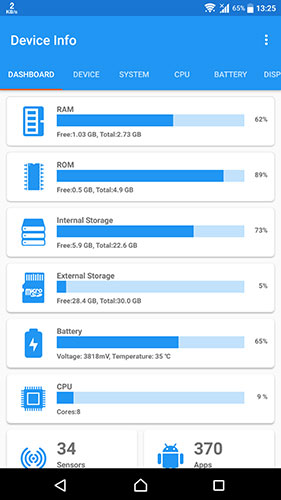 2
KB/s
65%
13:25
Device Info
DASHBOARD DEVICE SYSTEM CPU BATTERY DISP
RAM
62%
Free:1.03 GB, Total:2.73 GB
ROM
89%
Free:0.5 GB, Total:4.9 GB
Internal Storage
73%
Free:5.9 GB, Total:22.6 GB
micro
External Storage
5%
Free:28.4 GB, Total:30.0 GB
Battery
65%
Voltage: 3818mV, Temperature: 35 °C
CPU
9 %
Cores:8
34
Sensors
370
Apps